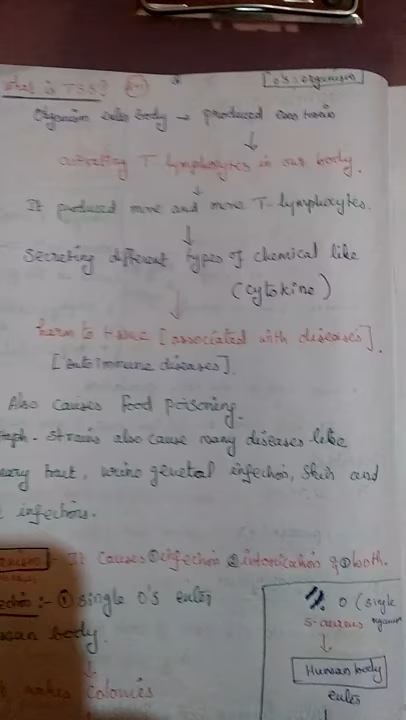 What is TSS?
[O's : organism]
Organism enter body → produced exo toxin
↓
activating T lymphocytes in our body.
↓
It produced more and more T-lymphocytes.
↓
Secreting different types of chemical like
(cytokine)
↓
harm to tissue [associated with diseases].
[autoimmune diseases].
Also causes Food poisoning.
taph. strains also cause many diseases like
tract, urino genetal infection, skin and
infections.
- It causes ① infection ② intoxication ③ both.
:- ① single O's enter
body.
↓
makes colonies
O (single
S-aureus
↓
Human body
enter